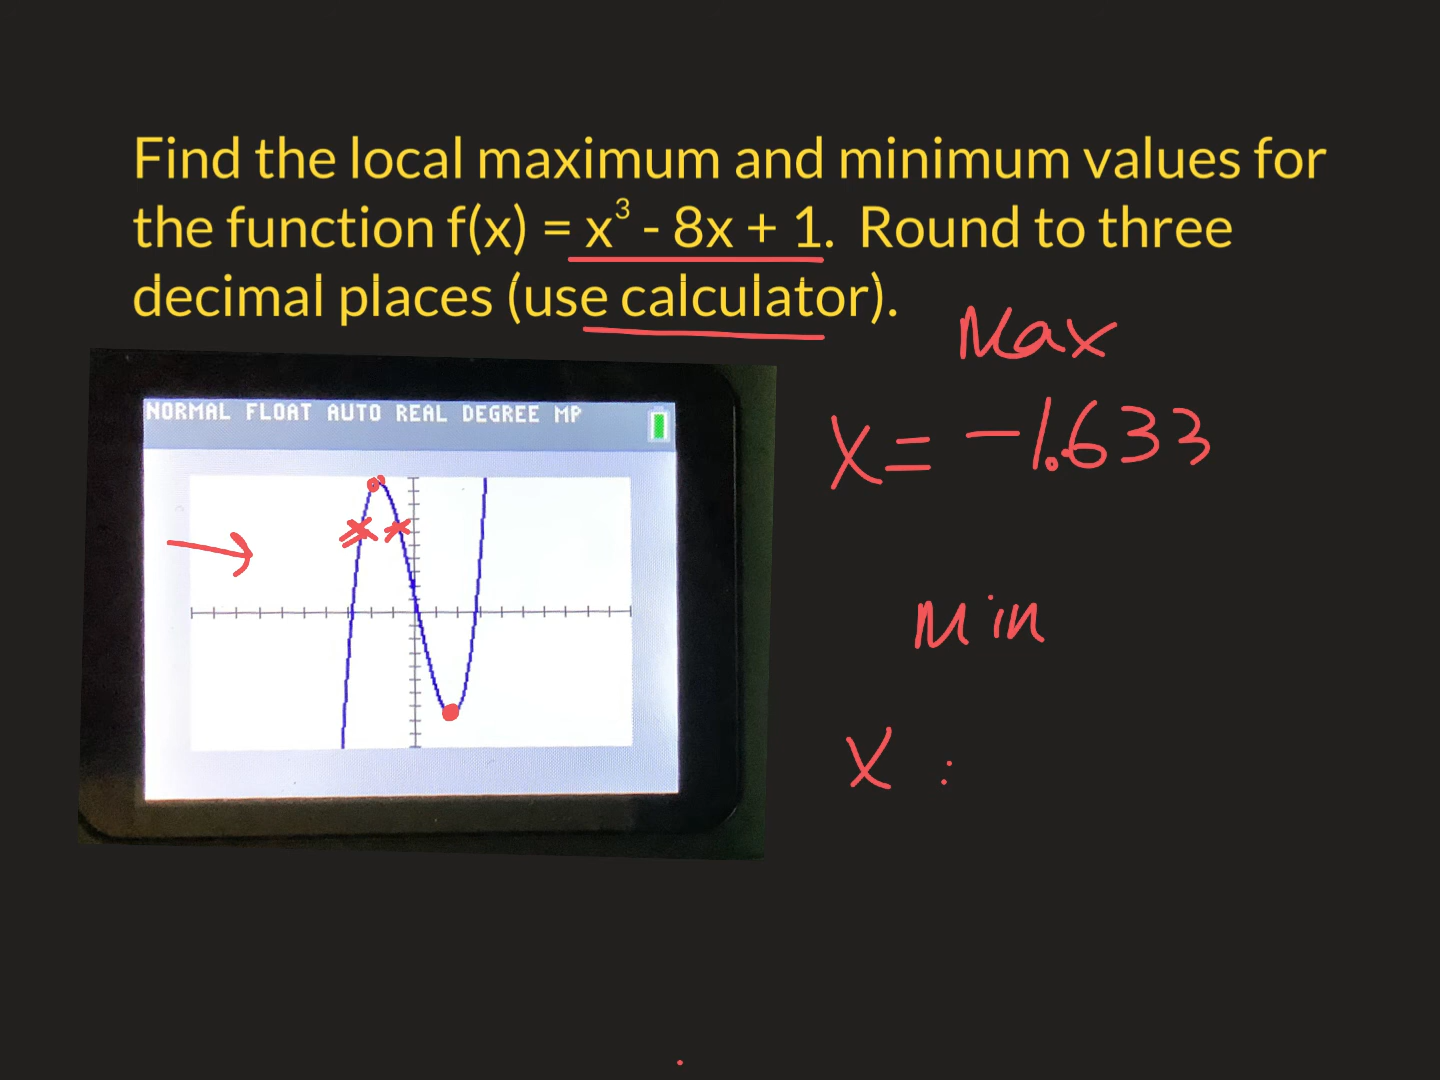 Find the local maximum and minimum values for
the function f(x) = x³ - 8x + 1. Round to three
decimal places (use calculator).
Max
NORMAL FLOAT AUTO REAL DEGREE MP
X = -1.633
Min
X :